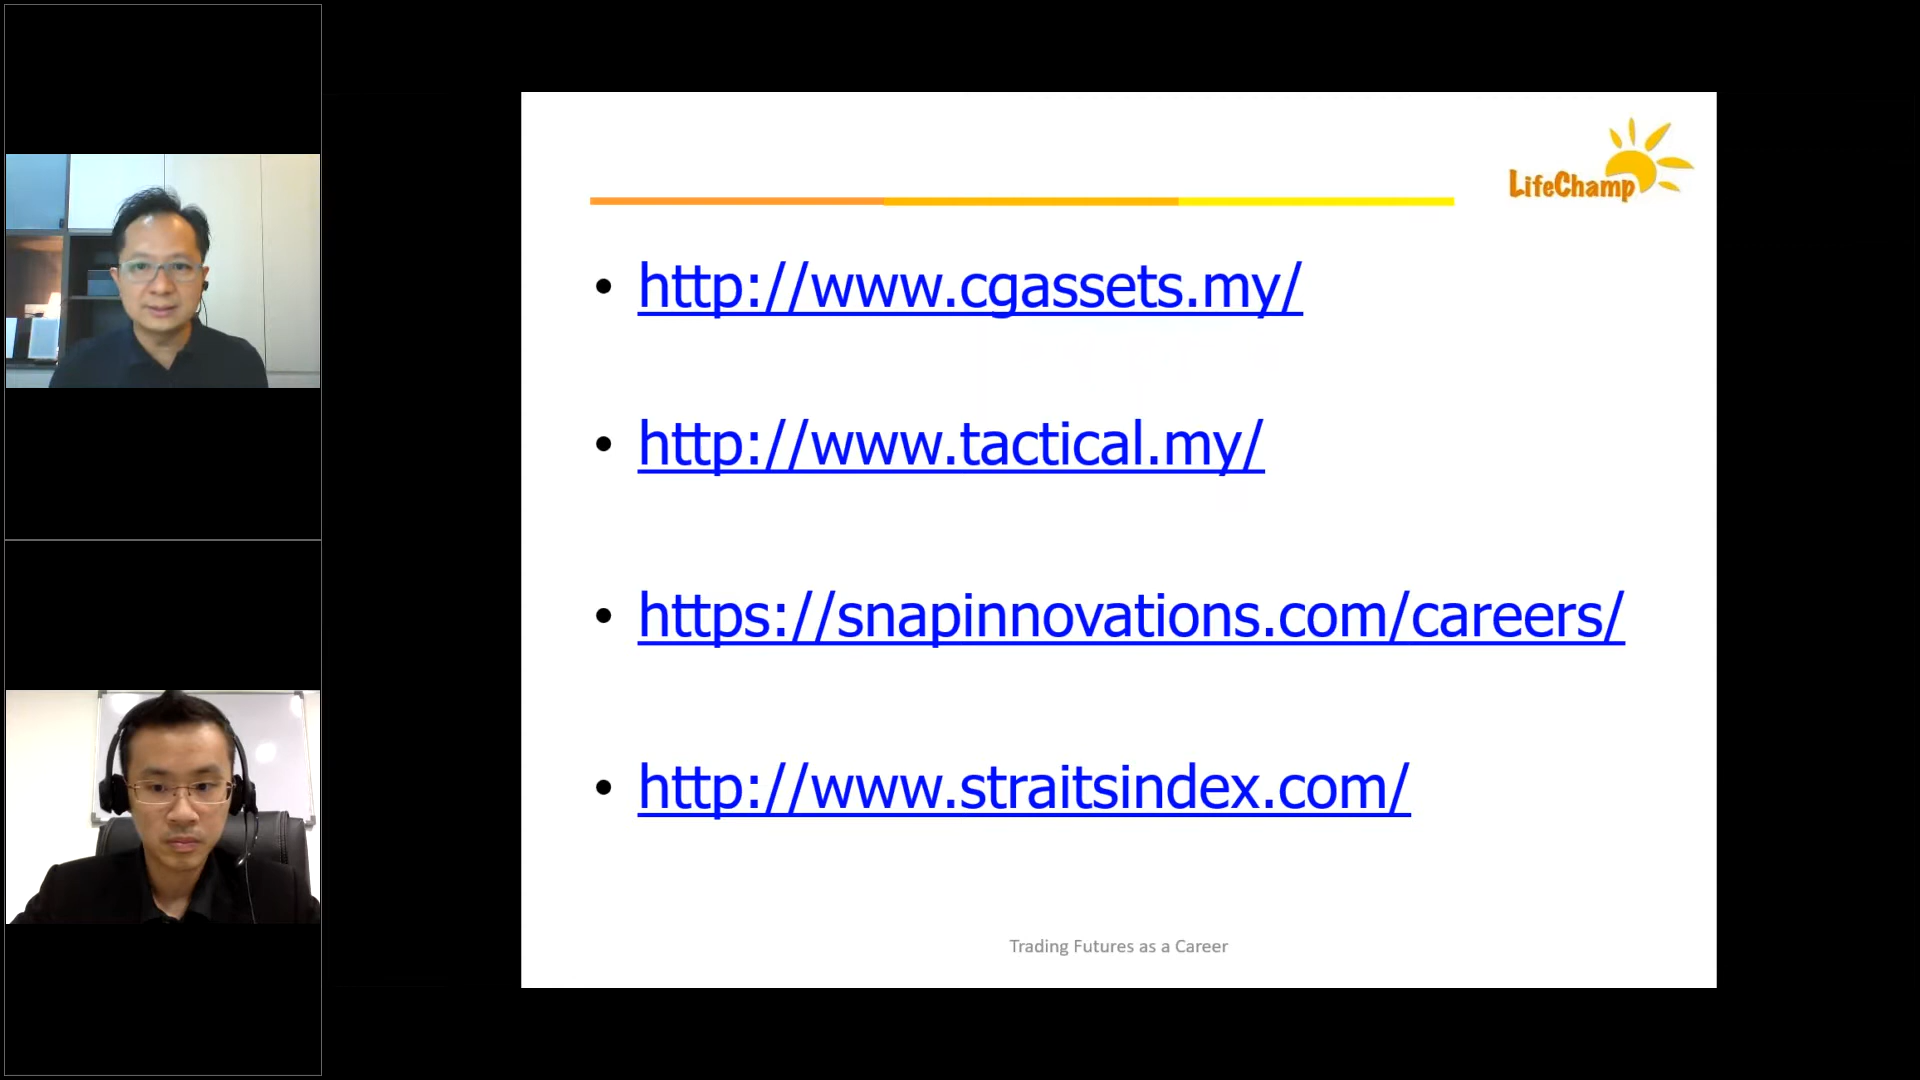 LifeChamp
http://www.cgassets.my/
http://www.tactical.my/
https://snapinnovations.com/careers/
http://www.straitsindex.com/
Trading Futures as a Career